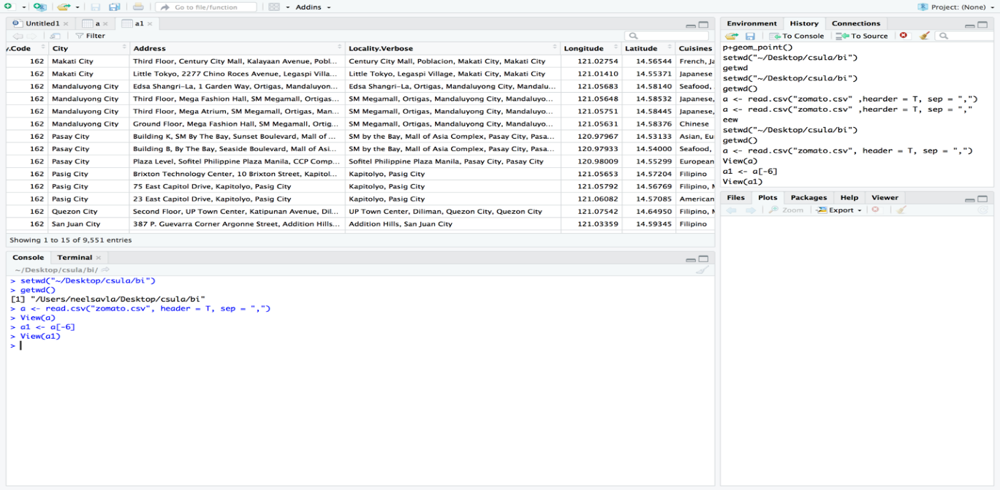 Go to file/function
Addins
Project: (None)
Untitled1
a
a1
Filter
y.Code City Address Locality.Verbose Longitude Latitude Cuisines
162 Makati City Third Floor, Century City Mall, Kalayaan Avenue, Pobl... Century City Mall, Poblacion, Makati City, Makati City 121.02754 14.56544 French, Ja
162 Makati City Little Tokyo, 2277 Chino Roces Avenue, Legaspi Villa... Little Tokyo, Legaspi Village, Makati City, Makati City 121.01410 14.55371 Japanese
162 Mandaluyong City Edsa Shangri-La, 1 Garden Way, Ortigas, Mandaluyon... Edsa Shangri-La, Ortigas, Mandaluyong City, Mandalu... 121.05683 14.58140 Seafood,
162 Mandaluyong City Third Floor, Mega Fashion Hall, SM Megamall, Ortigas... SM Megamall, Ortigas, Mandaluyong City, Mandaluyo... 121.05648 14.58532 Japanese,
162 Mandaluyong City Third Floor, Mega Atrium, SM Megamall, Ortigas, Man... SM Megamall, Ortigas, Mandaluyong City, Mandaluyo... 121.05751 14.58445 Japanese,
162 Mandaluyong City Ground Floor, Mega Fashion Hall, SM Megamall, Ortig... SM Megamall, Ortigas, Mandaluyong City, Mandaluyo... 121.05631 14.58376 Chinese
162 Pasay City Building K, SM By The Bay, Sunset Boulevard, Mall of ... SM by the Bay, Mall of Asia Complex, Pasay City, Pasa... 120.97967 14.53133 Asian, Eu
162 Pasay City Building B, By The Bay, Seaside Boulevard, Mall of Asi... SM by the Bay, Mall of Asia Complex, Pasay City, Pasa... 120.97933 14.54000 Seafood,
162 Pasay City Plaza Level, Sofitel Philippine Plaza Manila, CCP Comp... Sofitel Philippine Plaza Manila, Pasay City, Pasay City 120.98009 14.55299 European
162 Pasig City Brixton Technology Center, 10 Brixton Street, Kapitol... Kapitolyo, Pasig City 121.05653 14.57204 Filipino
162 Pasig City 75 East Capitol Drive, Kapitolyo, Pasig City Kapitolyo, Pasig City 121.05792 14.56769 Filipino, M
162 Pasig City 23 East Capitol Drive, Kapitolyo, Pasig City Kapitolyo, Pasig City 121.06082 14.57085 American
162 Quezon City Second Floor, UP Town Center, Katipunan Avenue, Dil... UP Town Center, Diliman, Quezon City, Quezon City 121.07542 14.64950 Filipino, M
162 San Juan City 387 P. Guevarra Corner Argonne Street, Addition Hills... Addition Hills, San Juan City 121.03359 14.59345 Filipino
Showing 1 to 15 of 9,551 entries
Console Terminal
~/Desktop/csula/bi/
> setwd("~/Desktop/csula/bi")
> getwd()
[1] "/Users/neelsavla/Desktop/csula/bi"
> a <- read.csv("zomato.csv", header = T, sep = ",")
> View(a)
> a1 <- a[-6]
> View(a1)
>
Environment History Connections
To Console To Source
p+geom_point()
setwd("~/Desktop/csula/bi")
getwd
setwd("~/Desktop/csula/bi")
getwd()
a <- read.csv("zomato.csv" ,hearder = T, sep = ",")
a <- read.csv("zomato.csv" ,hearder = T, sep = ","
eew
setwd("~/Desktop/csula/bi")
getwd()
a <- read.csv("zomato.csv", header = T, sep = ",")
View(a)
a1 <- a[-6]
View(a1)
Files Plots Packages Help Viewer
Zoom Export